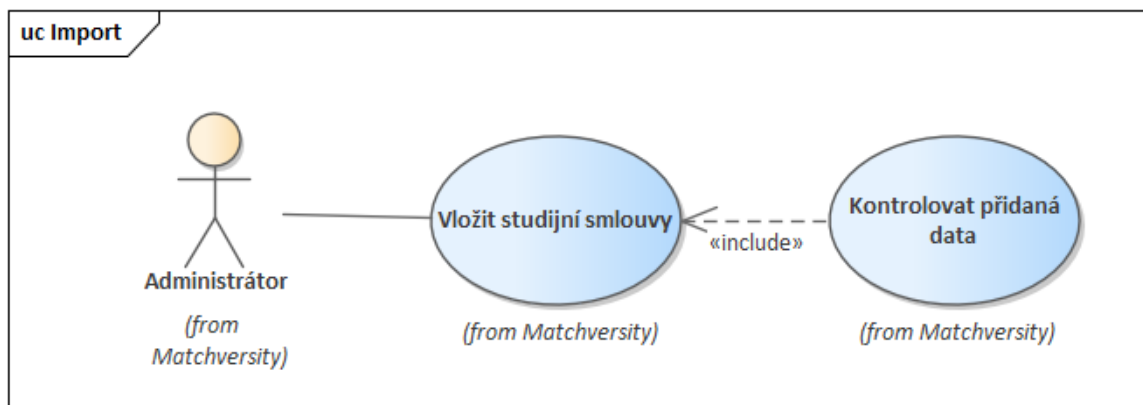 uc Import
Administrátor
(from
Matchversity)
Vložit studijní smlouvy
(from Matchversity)
«include»
Kontrolovat přidaná
data
(from Matchversity)